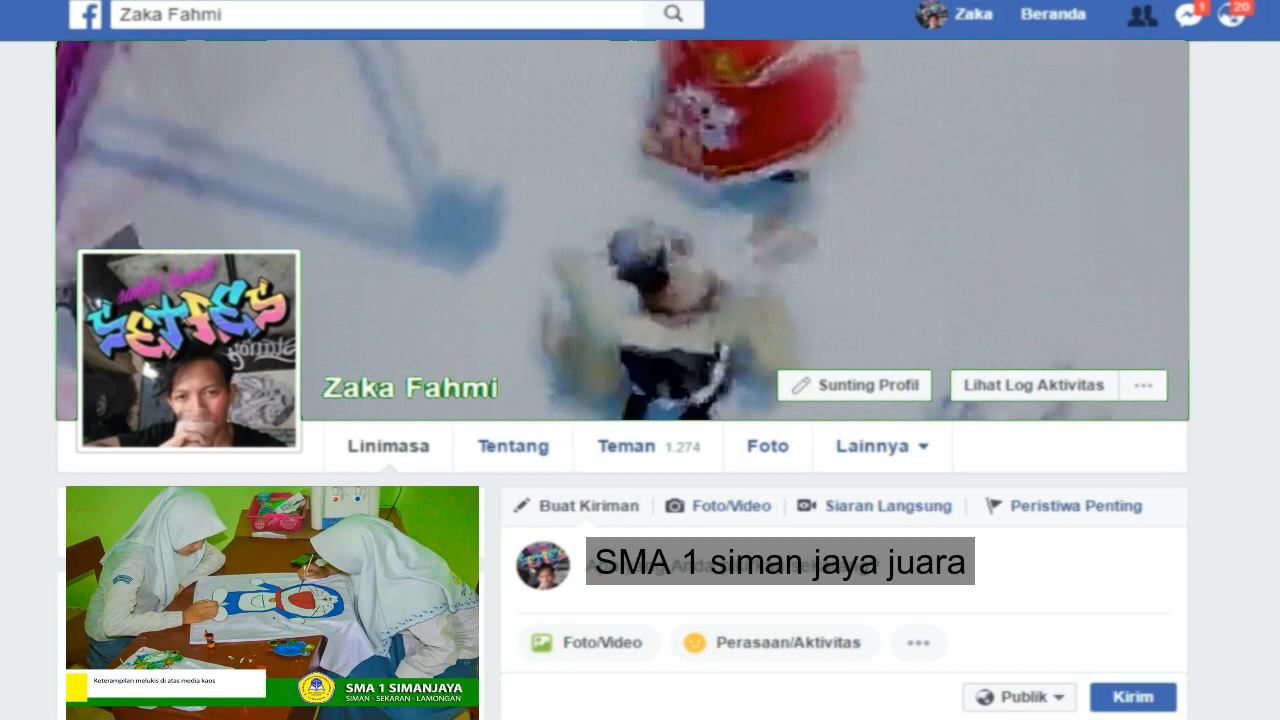 Zaka Fahmi
Zaka
Beranda
1
20
SETFES
Zaka Fahmi
Sunting Profil
Lihat Log Aktivitas
Linimasa
Tentang
Teman 1.274
Foto
Lainnya
Buat Kiriman
Foto/Video
Siaran Langsung
Peristiwa Penting
SMA 1 siman jaya juara
Foto/Video
Perasaan/Aktivitas
Keterampilan melukis di atas media kaos
SMA 1 SIMANJAYA
SIMAN - SEKARAN - LAMONGAN
Publik
Kirim